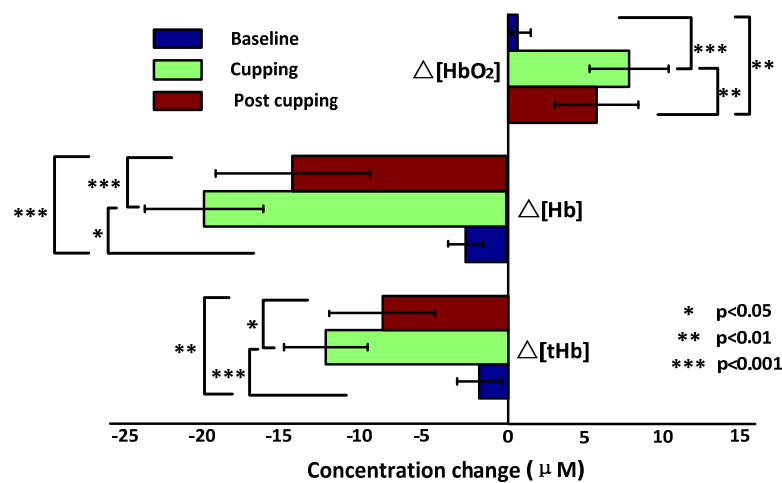 Baseline
Cupping
Post cupping
△[HbO₂]
***
**
**
***
***
*
△[Hb]
*
**
***
△[tHb]
* p<0.05
** p<0.01
*** p<0.001
-25 -20 -15 -10 -5 0 5 10 15
Concentration change ( μ M)